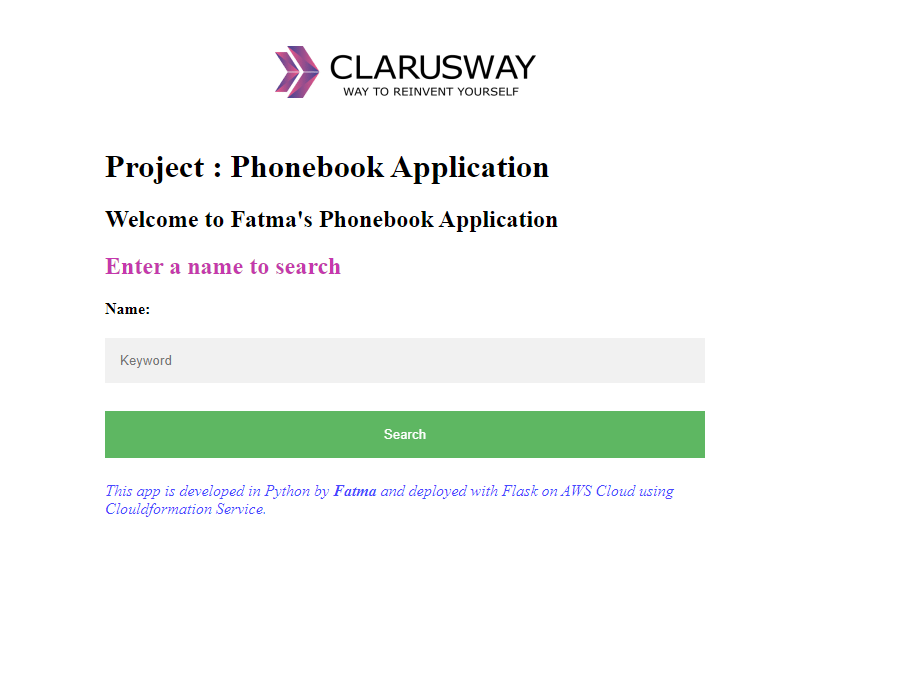 CLARUSWAY
WAY TO REINVENT YOURSELF
Project : Phonebook Application
Welcome to Fatma's Phonebook Application
Enter a name to search
Name:
Keyword
Search
This app is developed in Python by Fatma and deployed with Flask on AWS Cloud using
Clouldformation Service.